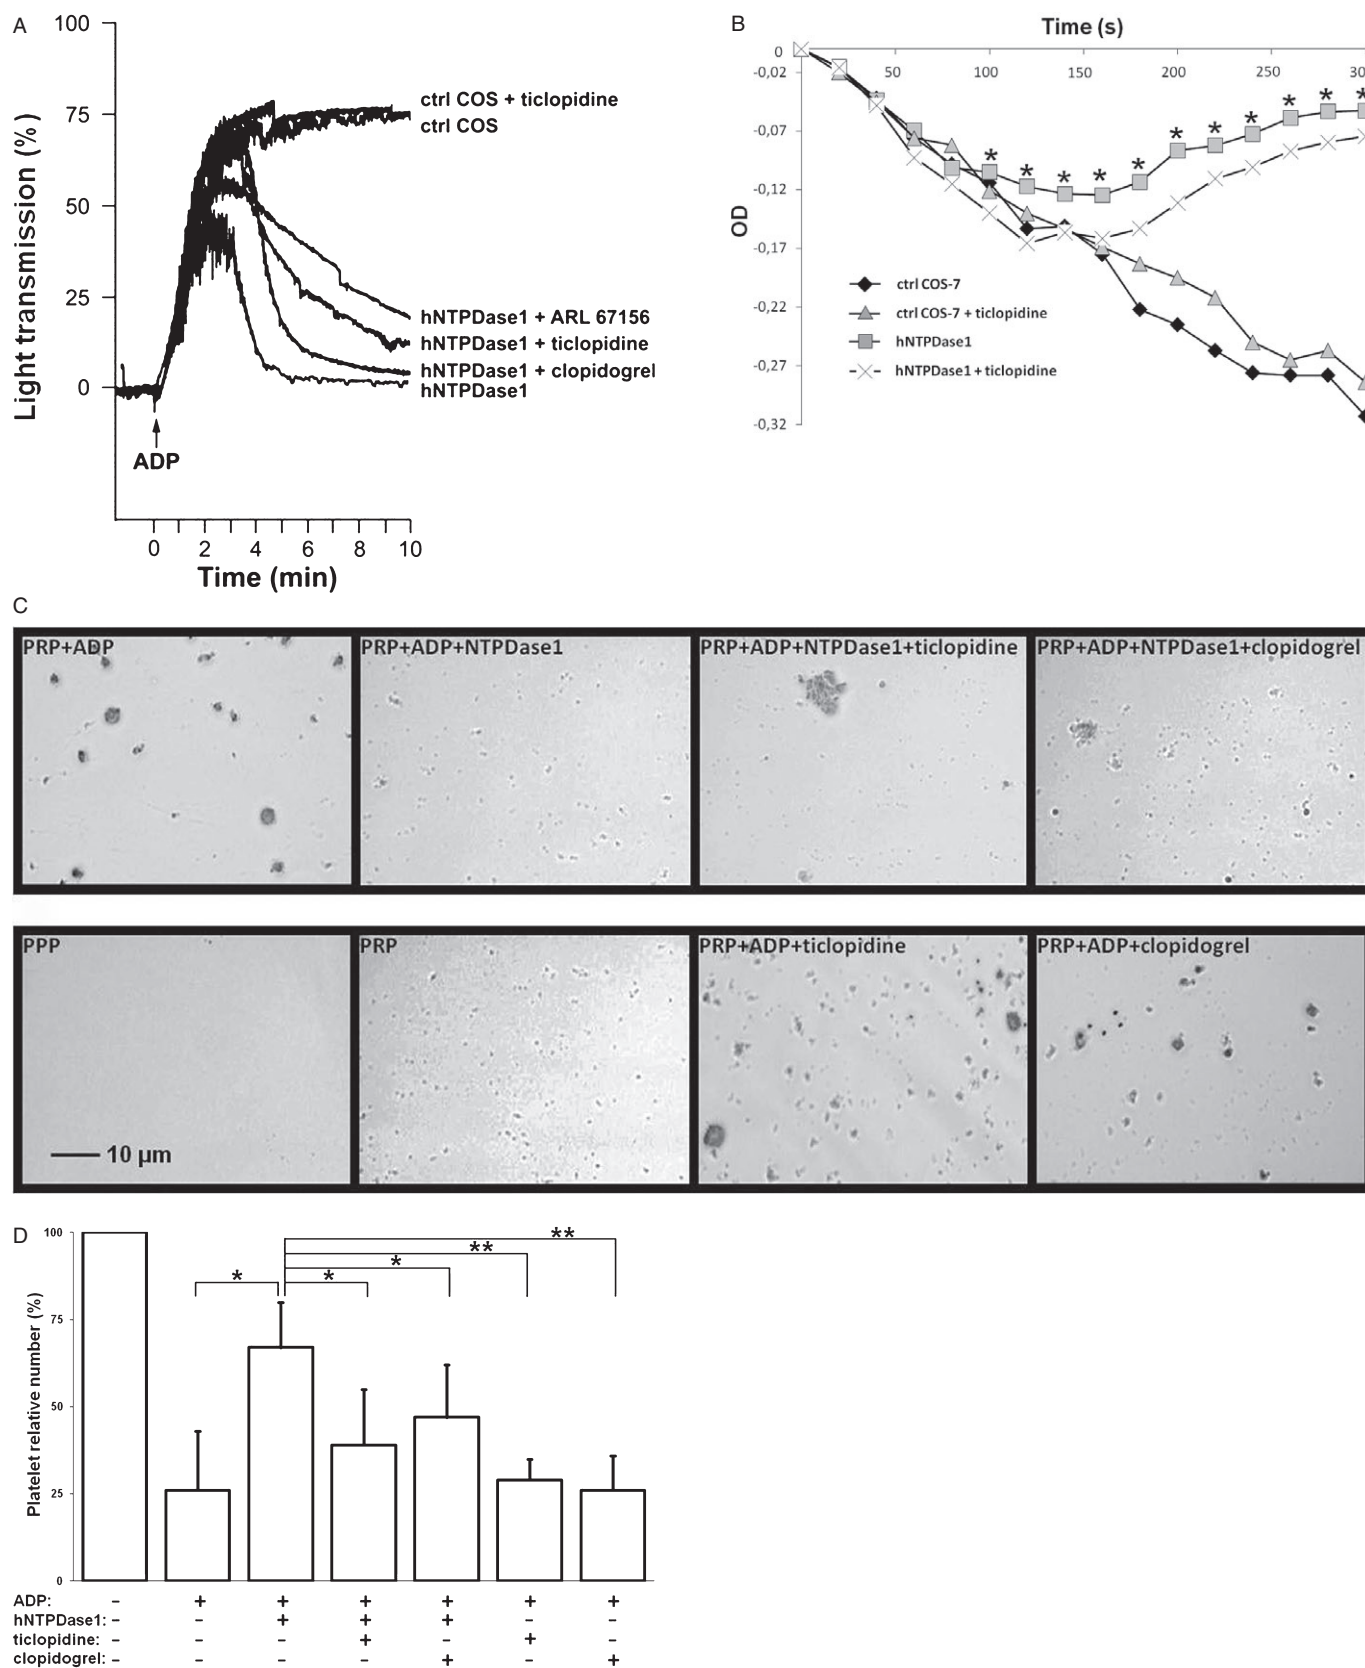 A
100
75
50
25
0
Light transmission (%)
ctrl COS + ticlopidine
ctrl COS
hNTPDase1 + ARL 67156
hNTPDase1 + ticlopidine
hNTPDase1 + clopidogrel
hNTPDase1
ADP
0 2 4 6 8 10
Time (min)
B
Time (s)
50 100 150 200 250 300
0
-0,02
-0,07
-0,12
-0,17
-0,22
-0,27
-0,32
OD
* * * * * * * * * * *
ctrl COS-7
ctrl COS-7 + ticlopidine
hNTPDase1
hNTPDase1 + ticlopidine
C
PRP+ADP
PRP+ADP+NTPDase1
PRP+ADP+NTPDase1+ticlopidine
PRP+ADP+NTPDase1+clopidogrel
PPP
10 µm
PRP
PRP+ADP+ticlopidine
PRP+ADP+clopidogrel
D
100
75
50
25
0
Platelet relative number (%)
**
**
*
* *
ADP: - + + + + + +
hNTPDase1: - - + + + - -
ticlopidine: - - - + - + -
clopidogrel: - - - - + - +